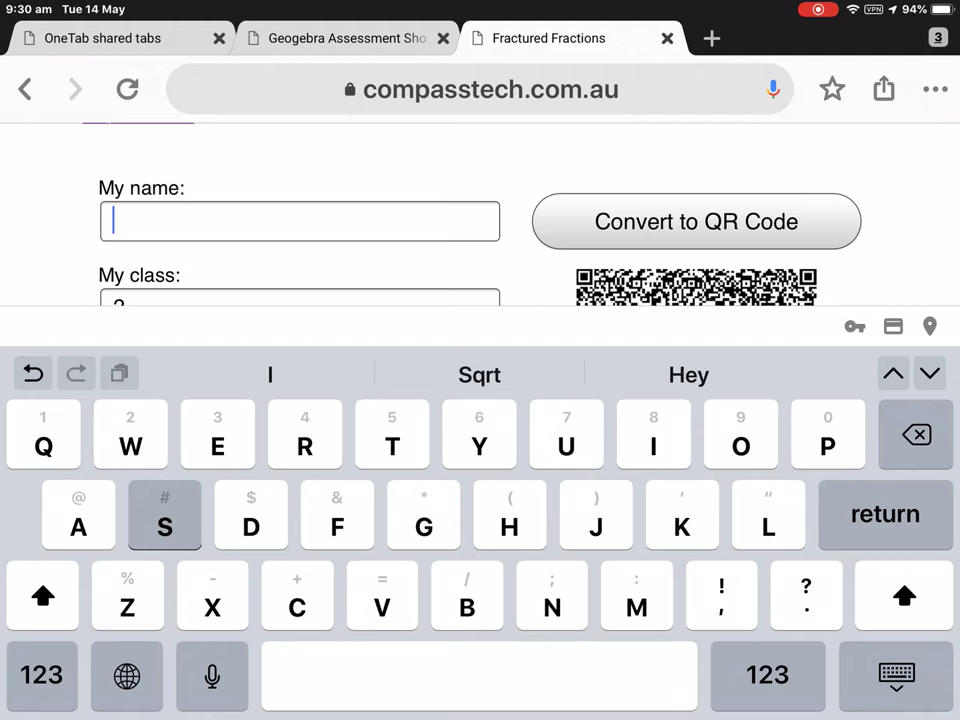 9:30 am Tue 14 May VPN 94%
OneTab shared tabs Geogebra Assessment Sho Fractured Fractions 3
compasstech.com.au
My name:
Convert to QR Code
My class:
I Sqrt Hey
1 2 3 4 5 6 7 8 9 0
Q W E R T Y U I O P
@ # $ & * ( ) ' "
A S D F G H J K L return
% - + = / ; : ! ?
Z X C V B N M , .
123 123